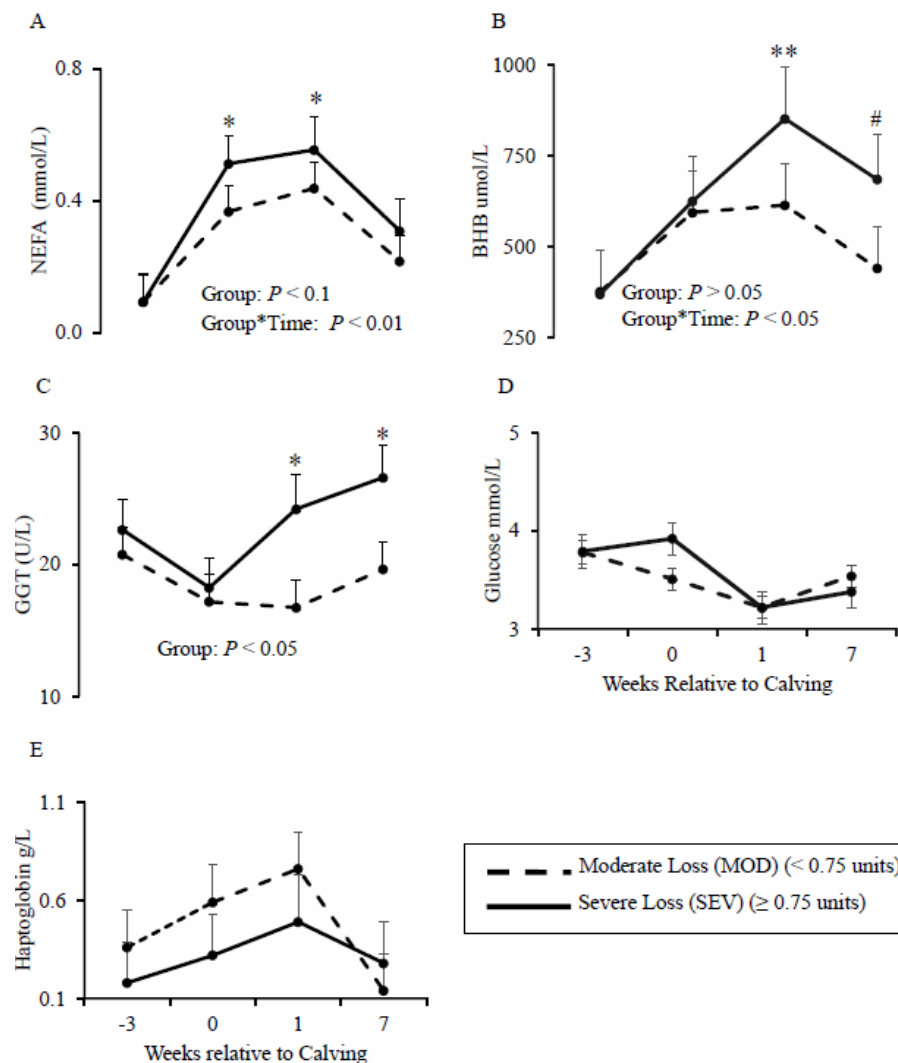 A
0.8
0.4
0.0
NEFA (mmol/L)
*
*
Group: P < 0.1
Group*Time: P < 0.01
B
1000
750
500
250
BHB umol/L
**
#
Group: P > 0.05
Group*Time: P < 0.05
C
30
20
10
GGT (U/L)
*
*
Group: P < 0.05
D
5
4
3
Glucose mmol/L
-3 0 1 7
Weeks Relative to Calving
E
1.1
0.6
0.1
Haptoglobin g/L
-3 0 1 7
Weeks relative to Calving
Moderate Loss (MOD) (< 0.75 units)
Severe Loss (SEV) (≥ 0.75 units)